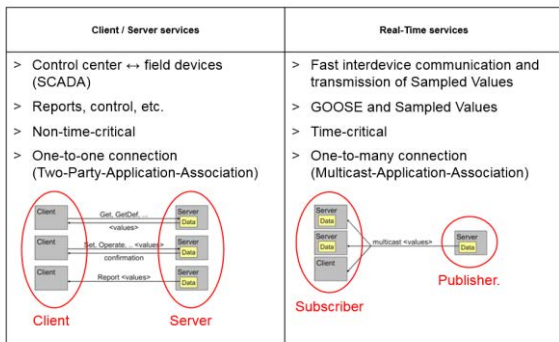 Client / Server services
Real-Time services
> Control center ↔ field devices
(SCADA)
> Reports, control, etc.
> Non-time-critical
> One-to-one connection
(Two-Party-Application-Association)
> Fast interdevice communication and
transmission of Sampled Values
> GOOSE and Sampled Values
> Time-critical
> One-to-many connection
(Multicast-Application-Association)
Client
Get, GetDef, ...
<values>
Server
Data
Client
Set, Operate, .. <values>
confirmation
Server
Data
Client
Report <values>
Server
Data
Client
Server
Server
Data
Server
Data
Client
multicast <values>
Server
Data
Subscriber
Publisher.